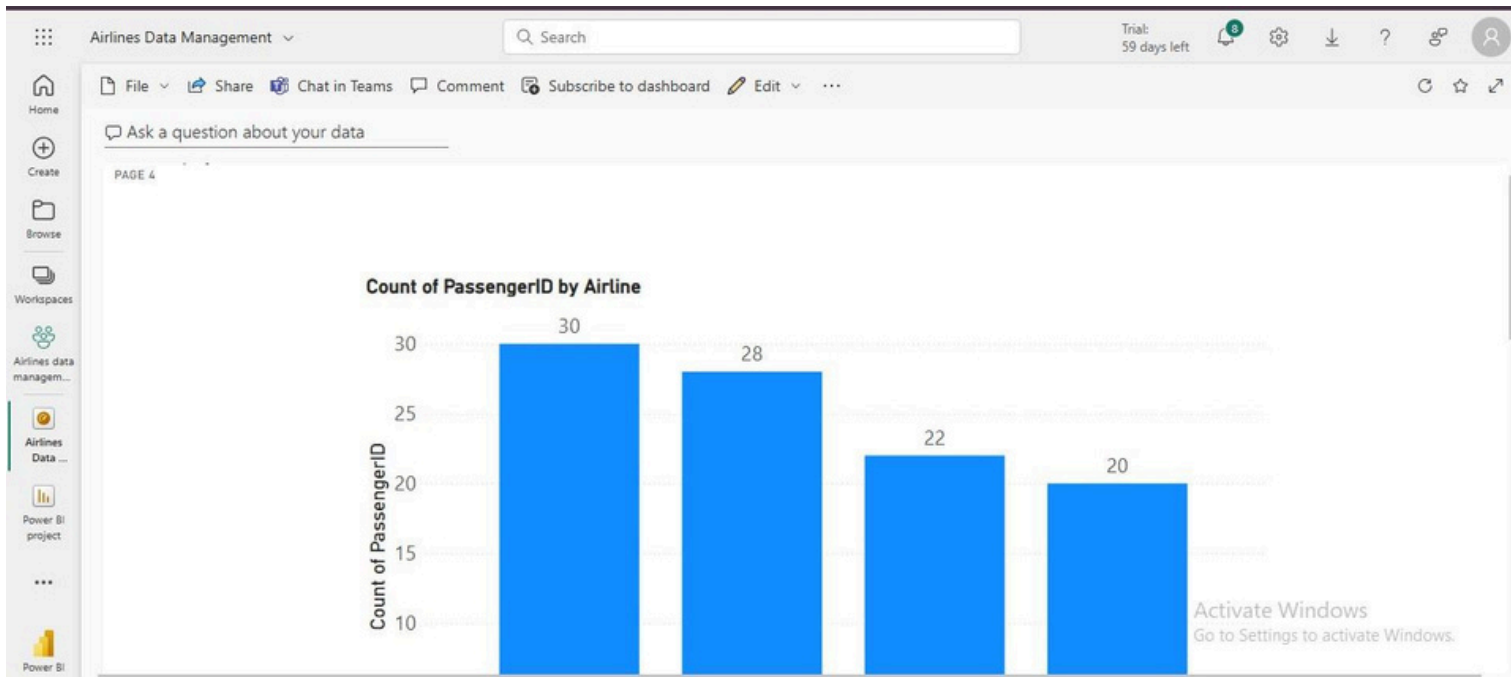 Airlines Data Management
Search
Trial:
59 days left
8
?
Home
Create
Browse
Workspaces
Airlines data
managem...
Airlines
Data ...
Power BI
project
Power BI
File
Share
Chat in Teams
Comment
Subscribe to dashboard
Edit
...
Ask a question about your data
PAGE 4
Count of PassengerID by Airline
Count of PassengerID
30
25
20
15
10
30
28
22
20
Activate Windows
Go to Settings to activate Windows.